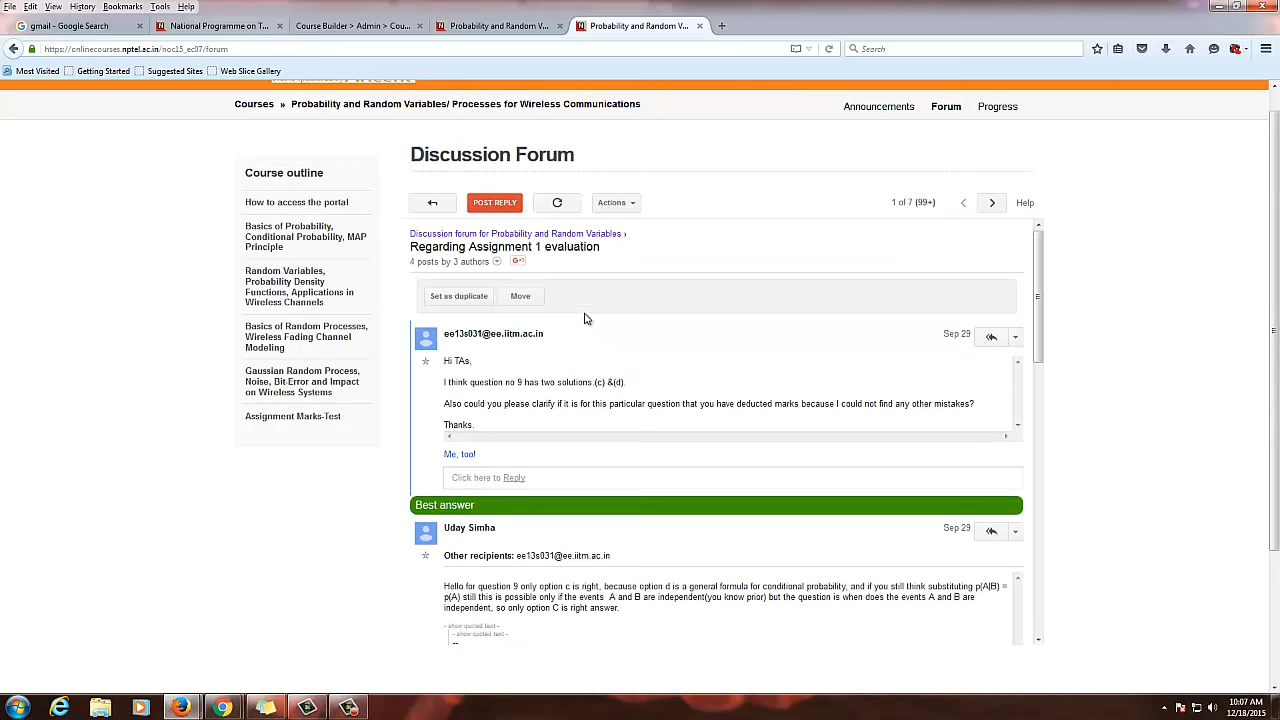 File Edit View History Bookmarks Tools Help
gmail - Google Search × National Programme on T... × Course Builder > Admin > Cou... × Probability and Random V... × Probability and Random V... × +
https://onlinecourses.nptel.ac.in/noc15_ec07/forum Search
Most Visited Getting Started Suggested Sites Web Slice Gallery
Courses » Probability and Random Variables/ Processes for Wireless Communications
Announcements Forum Progress
Discussion Forum
Course outline
How to access the portal
Basics of Probability,
Conditional Probability, MAP
Principle
Random Variables,
Probability Density
Functions, Applications in
Wireless Channels
Basics of Random Processes,
Wireless Fading Channel
Modeling
Gaussian Random Process,
Noise, Bit-Error and Impact
on Wireless Systems
Assignment Marks-Test
POST REPLY Actions 1 of 7 (99+) Help
Discussion forum for Probability and Random Variables ›
Regarding Assignment 1 evaluation
4 posts by 3 authors G+1
Set as duplicate Move
ee13s031@ee.iitm.ac.in Sep 29
Hi TAs,
I think question no 9 has two solutions.(c) &(d).
Also could you please clarify if it is for this particular question that you have deducted marks because I could not find any other mistakes?
Thanks.
Me, too!
Click here to Reply
Best answer
Uday Simha Sep 29
Other recipients: ee13s031@ee.iitm.ac.in
Hello for question 9 only option c is right, because option d is a general formula for conditional probability, and if you still think substituting p(A|B) =
p(A) still this is possible only if the events A and B are independent(you know prior) but the question is when does the events A and B are
independent, so only option C is right answer.
- show quoted text -
- show quoted text -
--
10:07 AM
12/18/2015